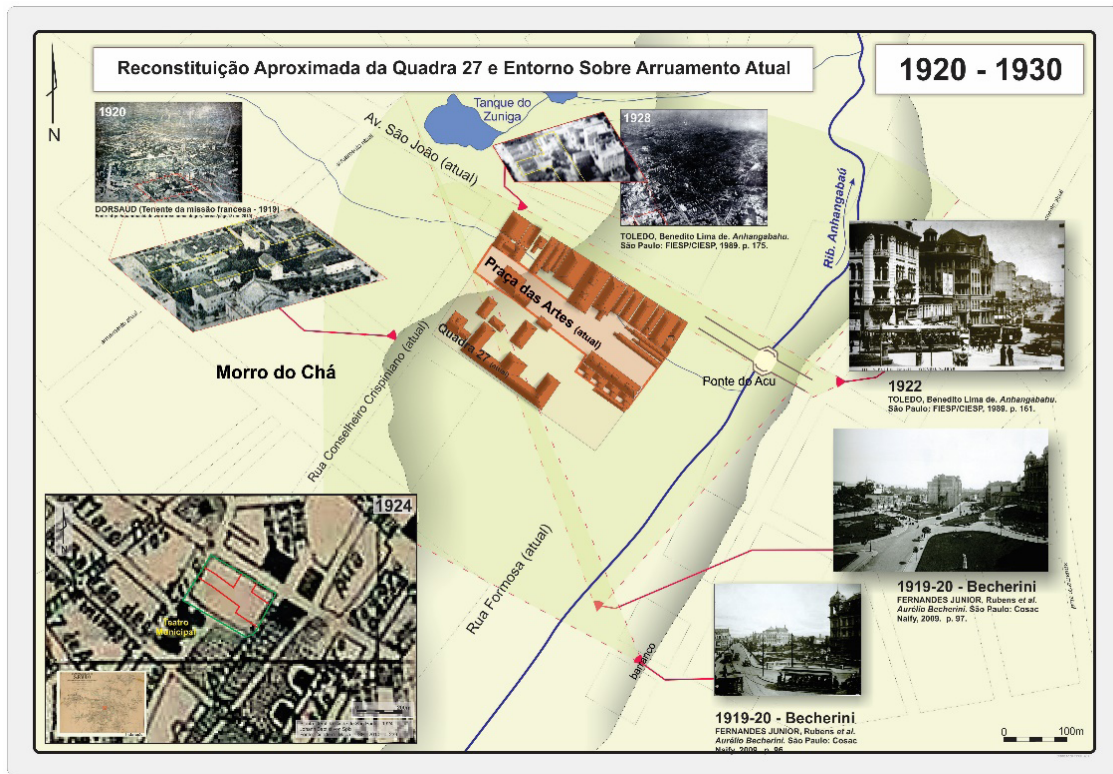 Reconstituição Aproximada da Quadra 27 e Entorno Sobre Arruamento Atual
1920 - 1930
N
1920
DORSAUD (Tenente da missão francesa - 1919)
Tanque do
Zuniga
Av. São João (atual)
1928
TOLEDO, Benedito Lima de. Anhangabahu.
São Paulo: FIESP/CIESP, 1989. p. 175.
Rib. Anhangabaú
arruamento atual
Praça das Artes (atual)
Quadra 27
Morro do Chá
Rua Conselheiro Crispiniano (atual)
Ponte do Acu
1922
TOLEDO, Benedito Lima de. Anhangabahu.
São Paulo: FIESP/CIESP, 1989. p. 161.
1924
N
Teatro
Municipal
Rua Formosa (atual)
barranco
1919-20 - Becherini
FERNANDES JUNIOR, Rubens et al.
Aurélio Becherini. São Paulo: Cosac
Naify, 2009. p. 97.
1919-20 - Becherini
FERNANDES JUNIOR, Rubens et al.
Aurélio Becherini. São Paulo: Cosac
Naify, 2009. p. 96.
0 100m